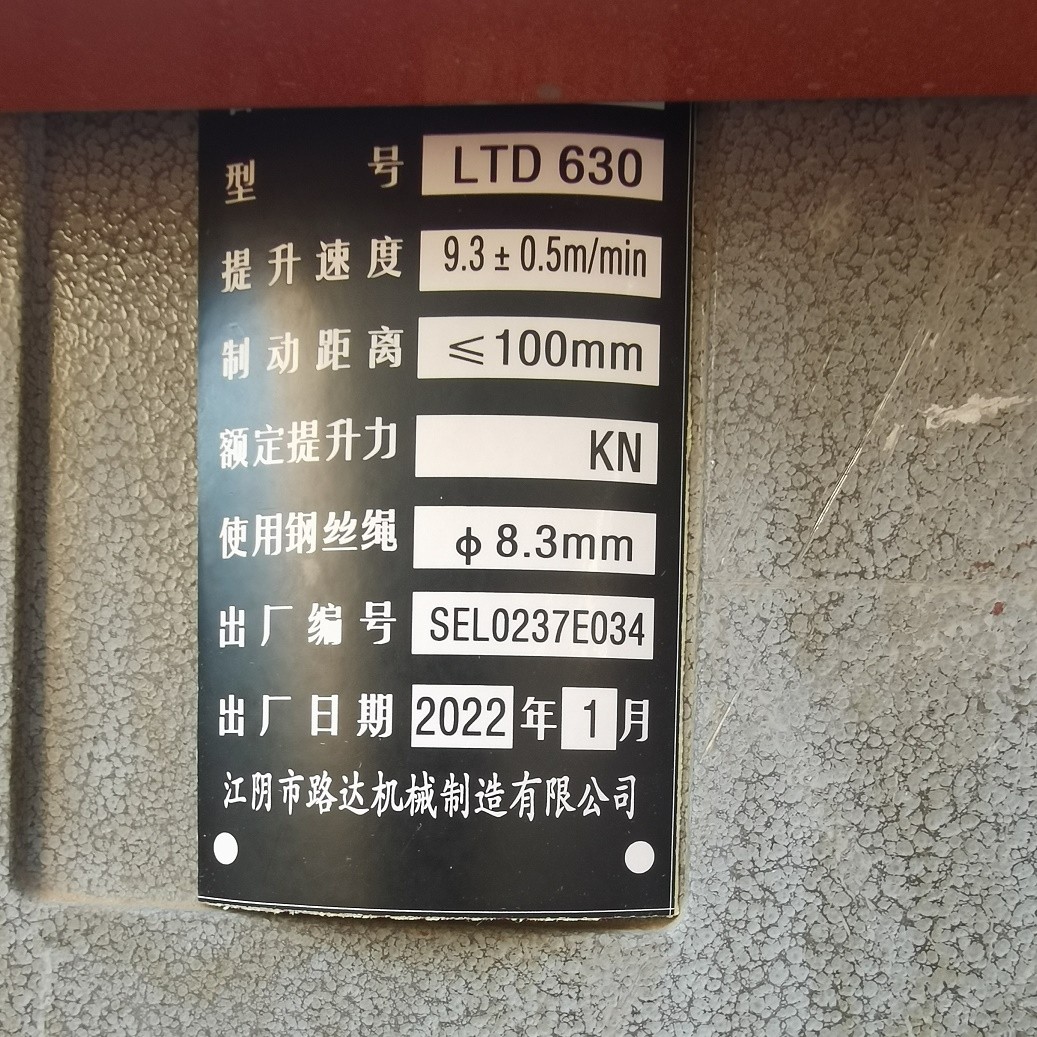 型号 LTD 630
提升速度 9.3 ± 0.5m/min
制动距离 ≤100mm
额定提升力 KN
使用钢丝绳 ϕ 8.3mm
出厂编号 SEL0237E034
出厂日期 2022 年 1 月
江阴市路达机械制造有限公司